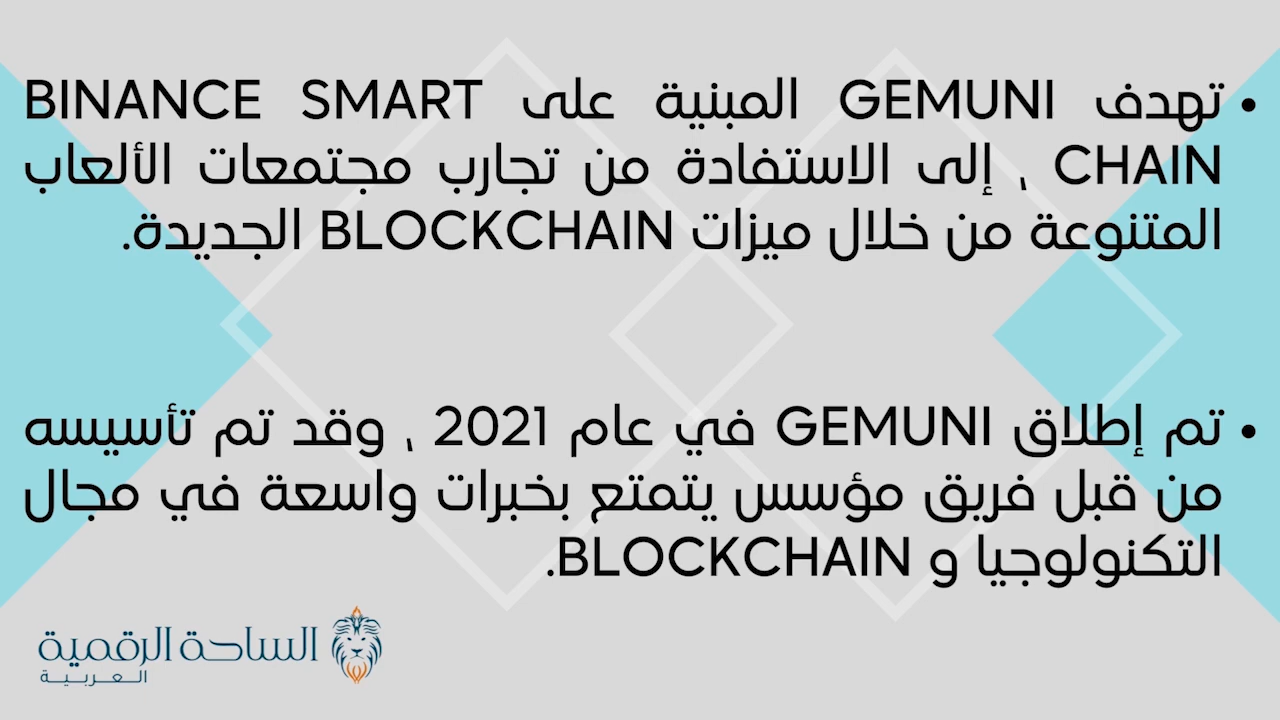 • تهدف GEMUNI المبنية على BINANCE SMART
CHAIN ، إلى الاستفادة من تجارب مجتمعات الألعاب
المتنوعة من خلال ميزات BLOCKCHAIN الجديدة.
• تم إطلاق GEMUNI في عام 2021 ، وقد تم تأسيسه
من قبل فريق مؤسس يتمتع بخبرات واسعة في مجال
التكنولوجيا و BLOCKCHAIN.
الساحة الرقمية
العربية